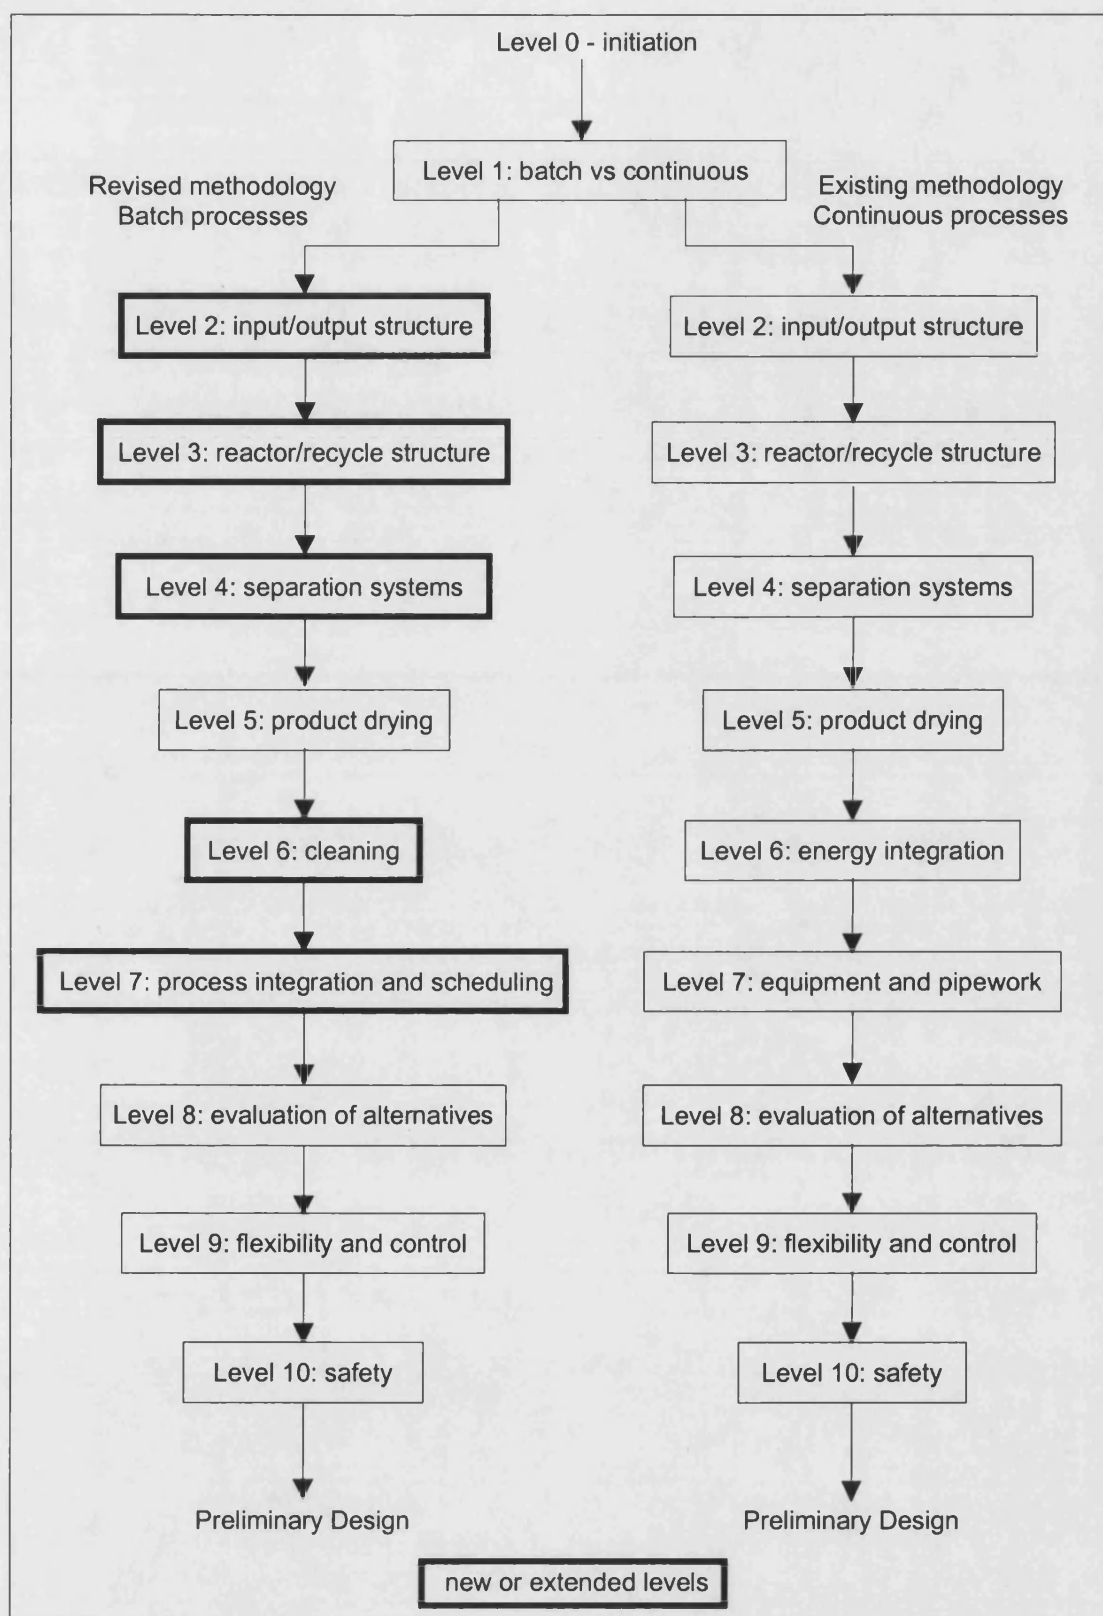 Level 0 - initiation
Level 1: batch vs continuous
Revised methodology
Batch processes
Existing methodology
Continuous processes
Level 2: input/output structure
Level 2: input/output structure
Level 3: reactor/recycle structure
Level 3: reactor/recycle structure
Level 4: separation systems
Level 4: separation systems
Level 5: product drying
Level 5: product drying
Level 6: cleaning
Level 6: energy integration
Level 7: process integration and scheduling
Level 7: equipment and pipework
Level 8: evaluation of alternatives
Level 8: evaluation of alternatives
Level 9: flexibility and control
Level 9: flexibility and control
Level 10: safety
Level 10: safety
Preliminary Design
Preliminary Design
new or extended levels